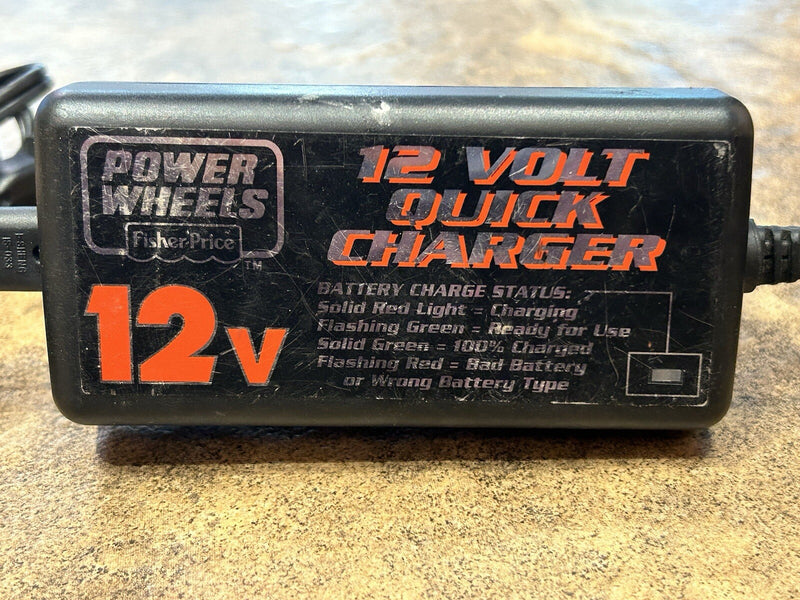 POWER
WHEELS
Fisher-Price
TM
12v
12 VOLT
QUICK
CHARGER
BATTERY CHARGE STATUS:
Solid Red Light = Charging
Flashing Green = Ready for Use
Solid Green = 100% Charged
Flashing Red = Bad Battery
or Wrong Battery Type